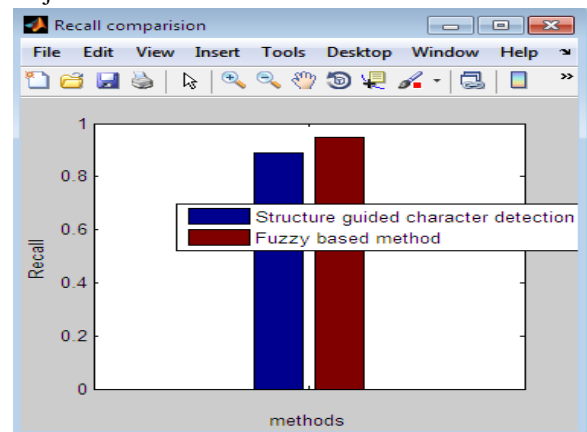 Recall comparision
File Edit View Insert Tools Desktop Window Help
1
0.8
0.6
0.4
0.2
0
Recall
Structure guided character detection
Fuzzy based method
methods